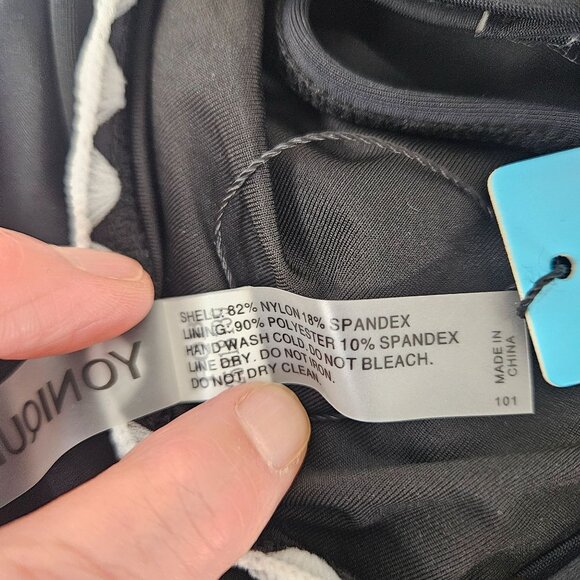 SHELL: 82% NYLON 18% SPANDEX
LINING: 90% POLYESTER 10% SPANDEX
HAND WASH COLD. DO NOT BLEACH.
LINE DRY. DO NOT IRON.
DO NOT DRY CLEAN.
MADE IN
CHINA
101
YONIQUE